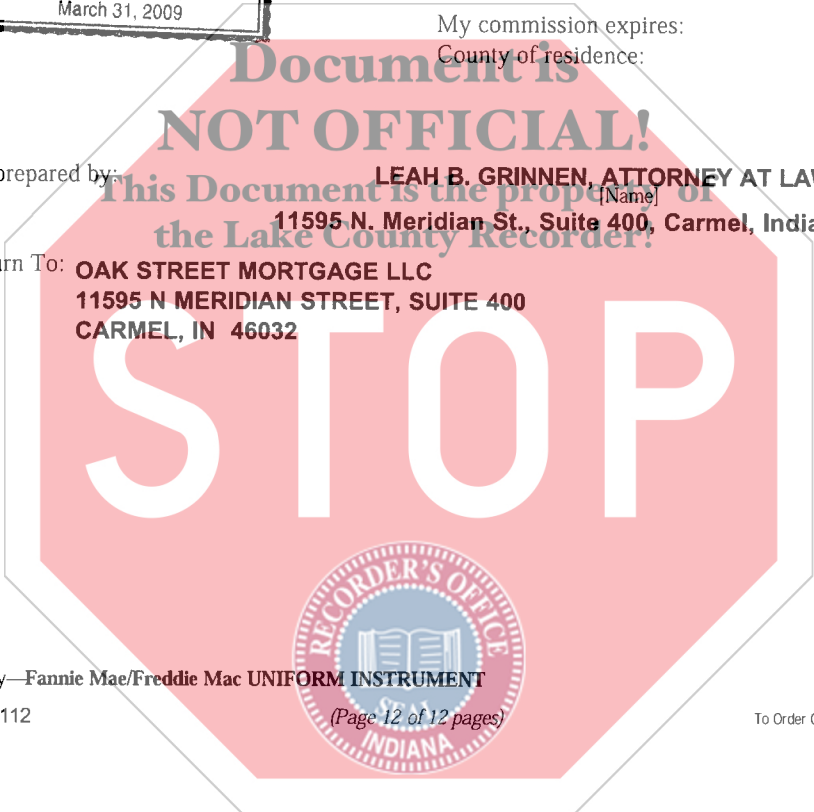 March 31, 2009
My commission expires:
County of residence:
Document is
NOT OFFICIAL!
This Document is the property of
the Lake County Recorder!
prepared by:
LEAH B. GRINNEN, ATTORNEY AT LAW
[Name]
11595 N. Meridian St., Suite 400, Carmel, India
urn To: OAK STREET MORTGAGE LLC
11595 N MERIDIAN STREET, SUITE 400
CARMEL, IN 46032
STOP
RECORDER'S OFFICE
SEAL
INDIANA
y—Fannie Mae/Freddie Mac UNIFORM INSTRUMENT
112
(Page 12 of 12 pages)
To Order C